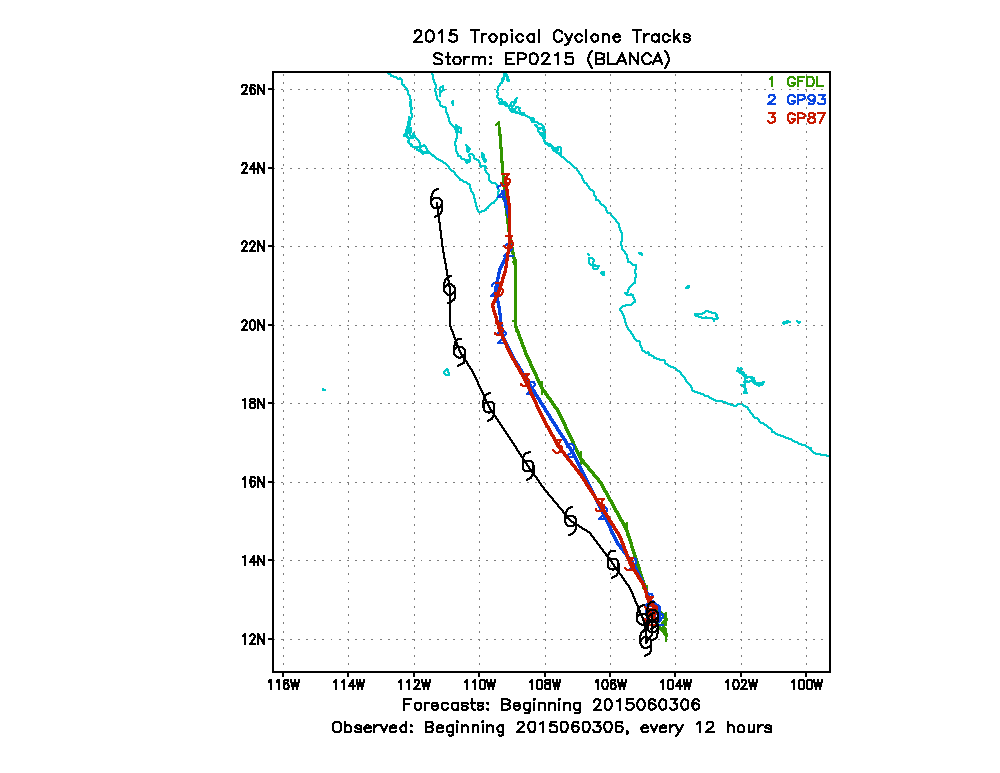 2015 Tropical Cyclone Tracks
Storm: EP0215 (BLANCA)
1 GFDL
2 GP93
3 GP87
26N
24N
22N
20N
18N
16N
14N
12N
116W 114W 112W 110W 108W 106W 104W 102W 100W
Forecasts: Beginning 2015060306
Observed: Beginning 2015060306, every 12 hours